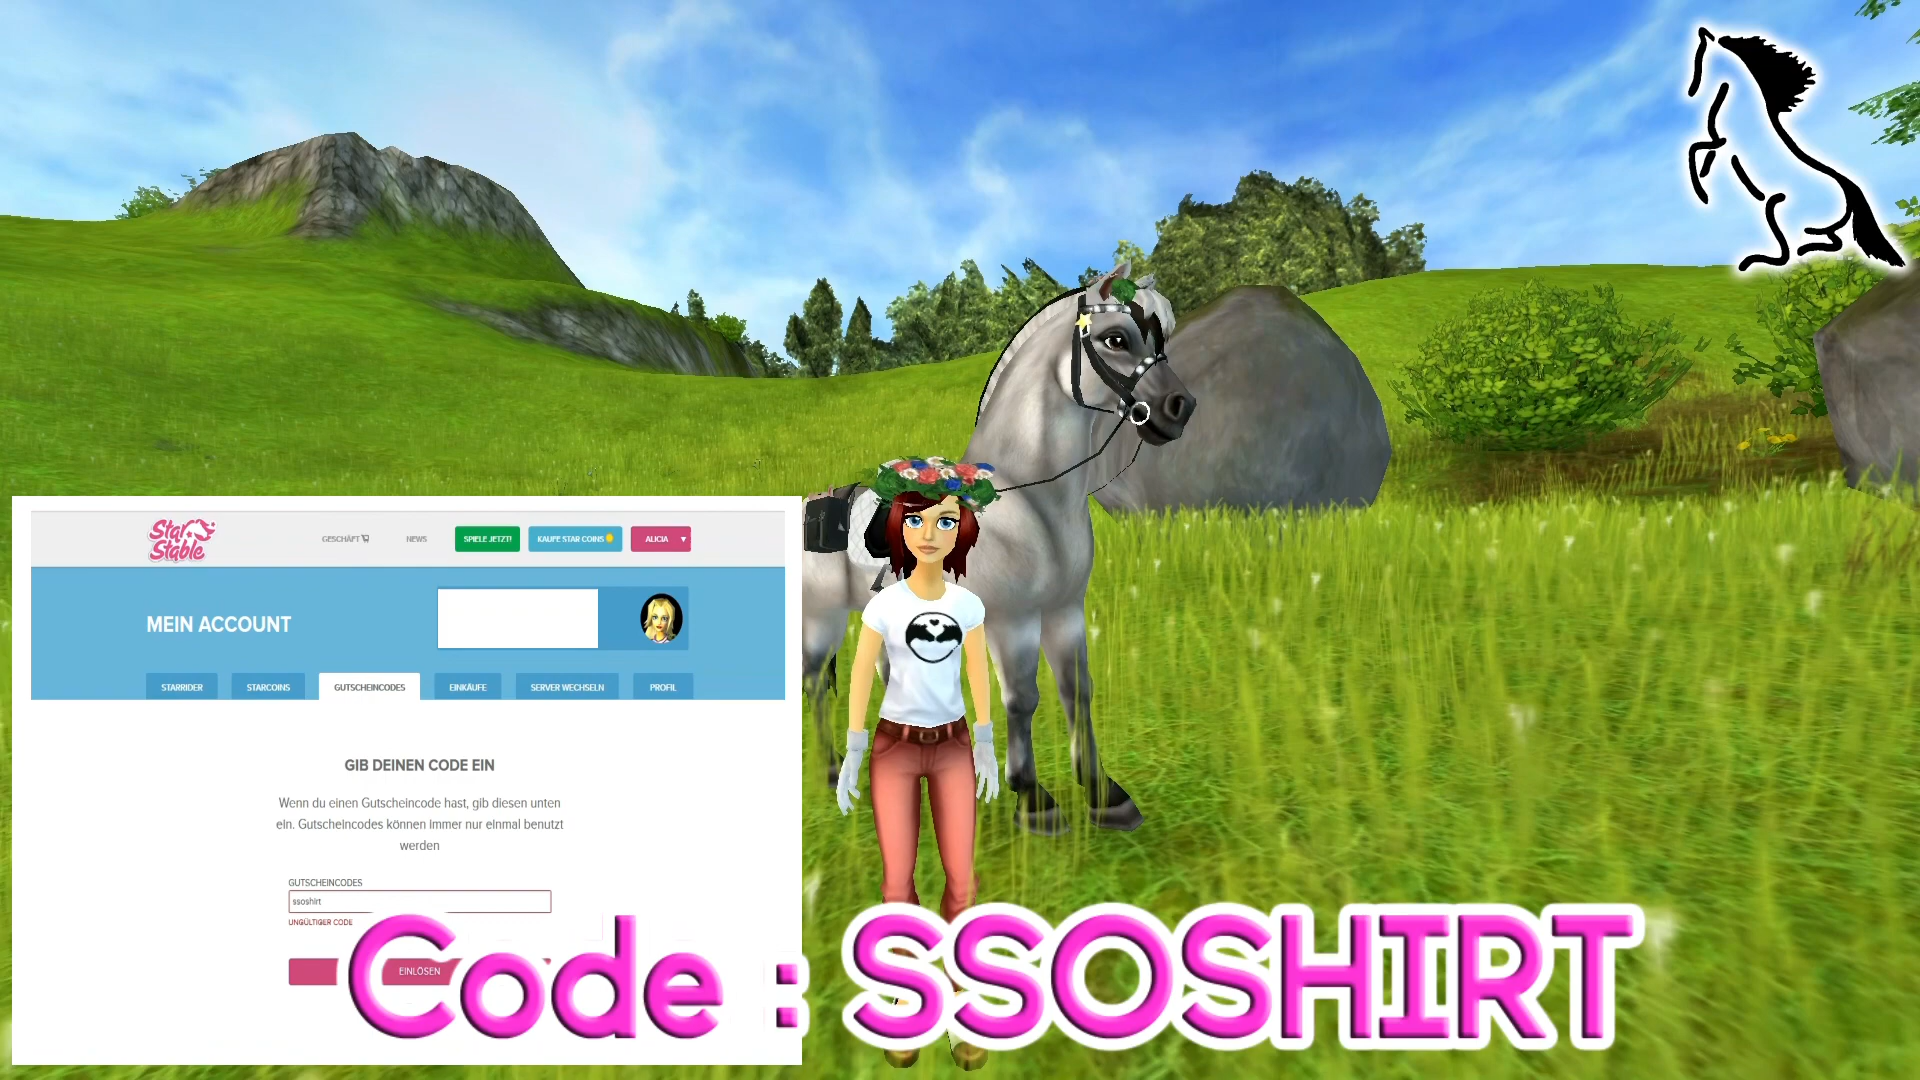 Star Stable
GESCHÄFT
NEWS
SPIELE JETZT!
KAUFE STAR COINS
ALICIA
MEIN ACCOUNT
STARRIDER
STARCOINS
GUTSCHEINCODES
EINKÄUFE
SERVER WECHSELN
PROFIL
GIB DEINEN CODE EIN
Wenn du einen Gutscheincode hast, gib diesen unten
ein. Gutscheincodes können immer nur einmal benutzt
werden
GUTSCHEINCODES
ssoshirt
UNGÜLTIGER CODE
EINLÖSEN
Code : SSOSHIRT